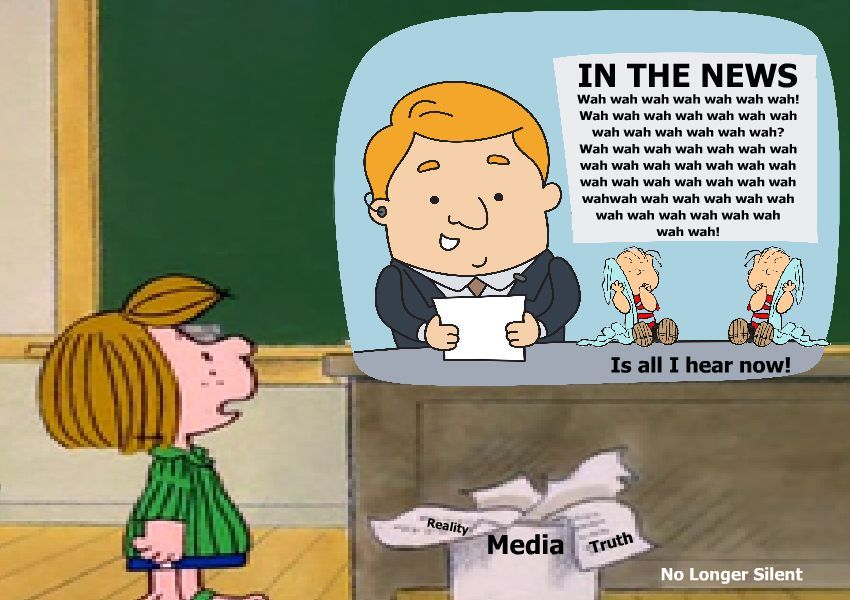 IN THE NEWS
Wah wah wah wah wah wah wah!
Wah wah wah wah wah wah wah
wah wah wah wah wah wah?
Wah wah wah wah wah wah wah
wah wah wah wah wah wah wah
wah wah wah wah wah wah wah
wahwah wah wah wah wah wah
wah wah wah wah wah wah
wah wah!
Is all I hear now!
Reality
Media
Truth
No Longer Silent